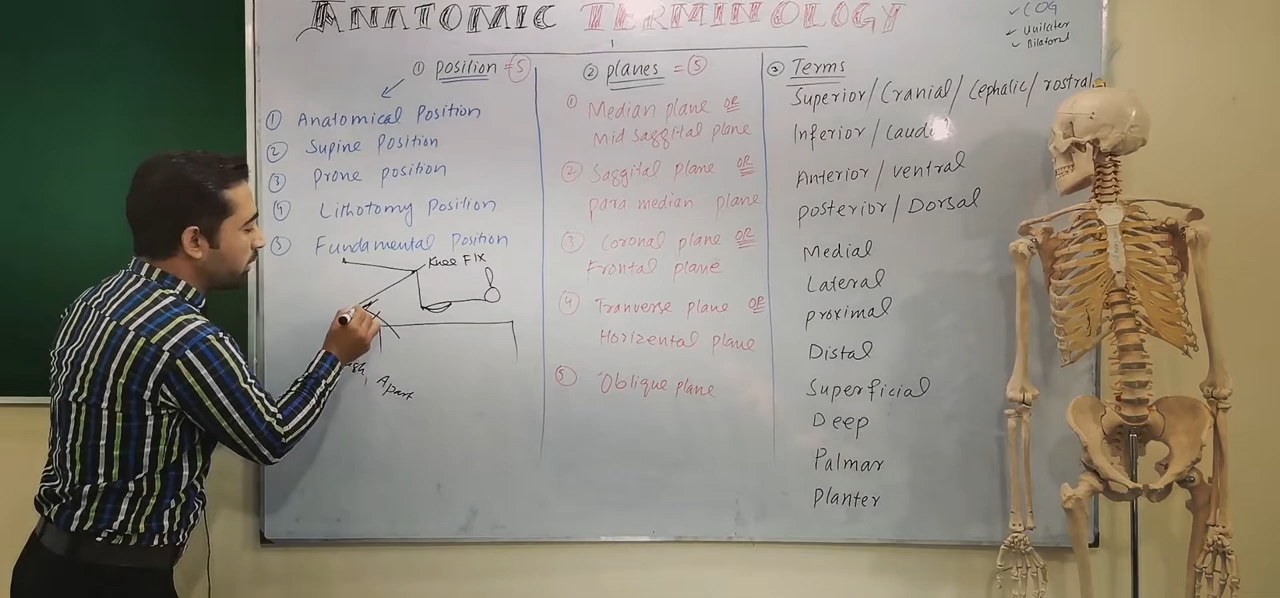 ANATOMIC TERMINOLOGY
✓ COG
✓ Unilater
✓ Bilateral
① position = ⑤
① Anatomical Position
② Supine Position
③ prone position
④ Lithotomy Position
⑤ Fundamental Position
Knee Flx
Apart
② planes = ⑤
① Median plane OR
Mid Saggital plane
② Saggital plane OR
para median plane
③ Coronal plane OR
Frontal plane
④ Tranverse plane OR
Horizental plane
⑤ Oblique plane
③ Terms
Superior / Cranial / Cephalic / rostral
Inferior / Caudal
Anterior / ventral
posterior / Dorsal
Medial
Lateral
proximal
Distal
Superficial
Deep
Palmar
Planter